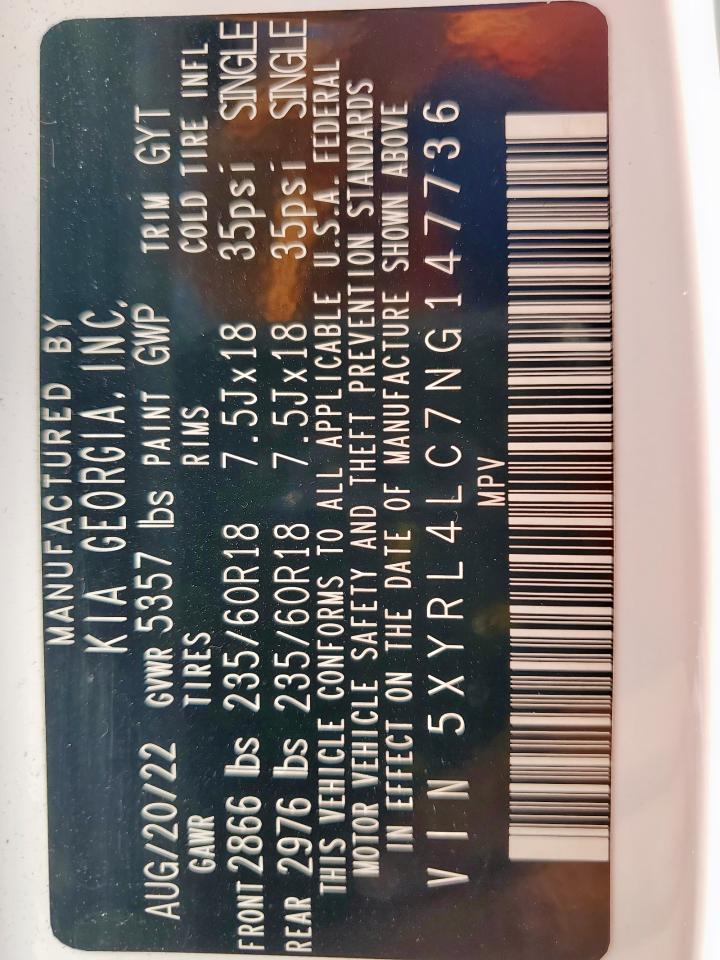 MANUFACTURED BY
KIA GEORGIA, INC.
AUG/20/22 GVWR 5357 lbs PAINT GWP TRIM GYT
GAWR TIRES RIMS COLD TIRE INFL
FRONT 2866 lbs 235/60R18 7.5Jx18 35psi SINGLE
REAR 2976 lbs 235/60R18 7.5Jx18 35psi SINGLE
THIS VEHICLE CONFORMS TO ALL APPLICABLE U.S.A. FEDERAL
MOTOR VEHICLE SAFETY AND THEFT PREVENTION STANDARDS
IN EFFECT ON THE DATE OF MANUFACTURE SHOWN ABOVE
VIN 5XYRL4LC7NG147736
MPV